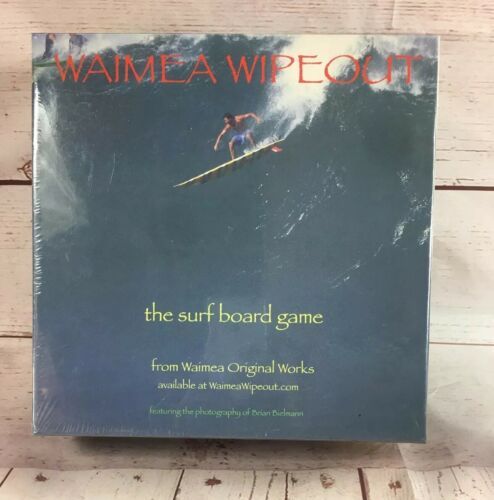 WAIMEA WIPEOUT
the surf board game
from Waimea Original Works
available at WaimeaWipeout.com
featuring the photography of Brian Bielmann